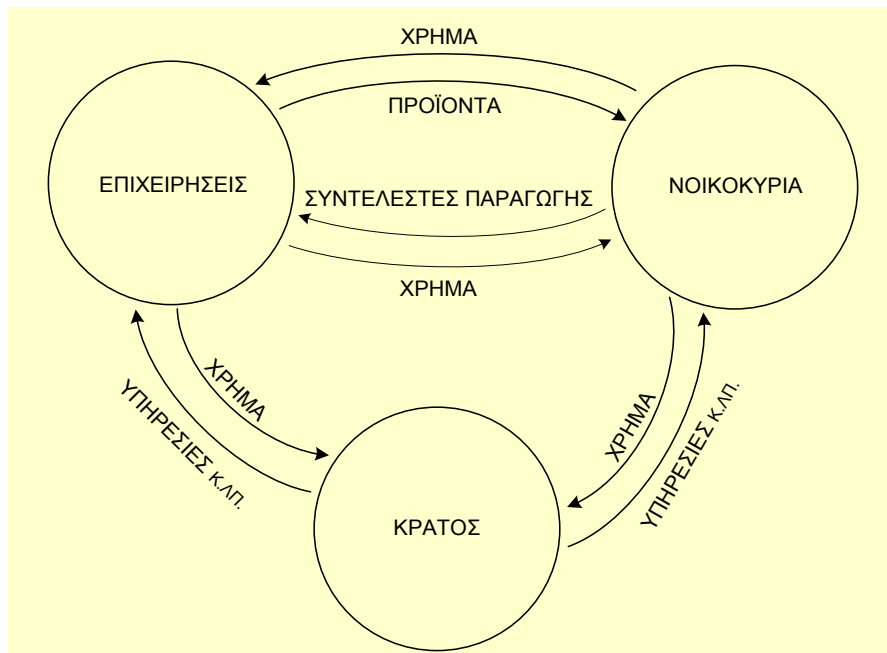 ΧΡΗΜΑ
ΠΡΟΪΟΝΤΑ
ΕΠΙΧΕΙΡΗΣΕΙΣ
ΝΟΙΚΟΚΥΡΙΑ
ΣΥΝΤΕΛΕΣΤΕΣ ΠΑΡΑΓΩΓΗΣ
ΧΡΗΜΑ
ΧΡΗΜΑ
ΥΠΗΡΕΣΙΕΣ Κ.ΛΠ.
ΧΡΗΜΑ
ΥΠΗΡΕΣΙΕΣ Κ.ΛΠ.
ΚΡΑΤΟΣ